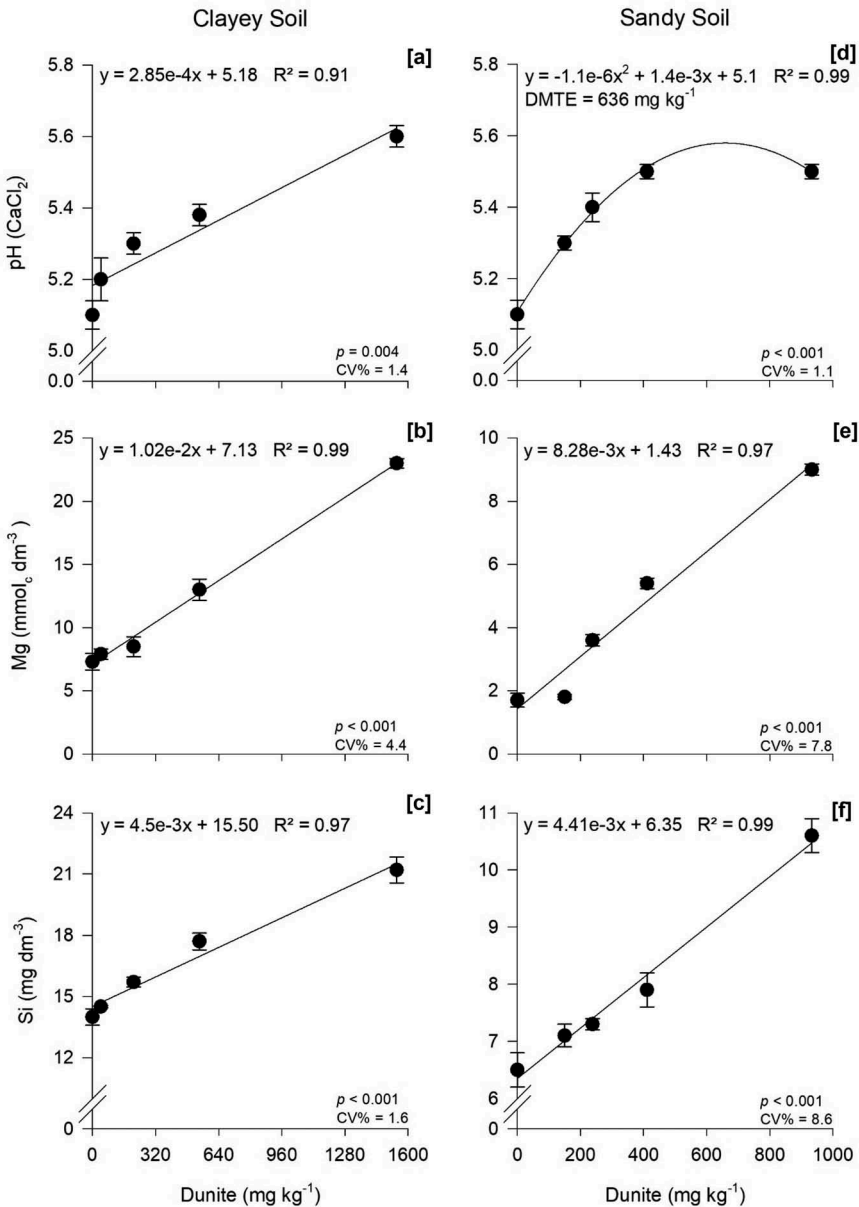 Clayey Soil
Sandy Soil
[a]
y = 2.85e-4x + 5.18 R² = 0.91
5.8
5.6
5.4
5.2
5.0
0.0
pH (CaCl₂)
p = 0.004
CV% = 1.4
[d]
y = -1.1e-6x² + 1.4e-3x + 5.1 R² = 0.99
DMTE = 636 mg kg⁻¹
5.8
5.6
5.4
5.2
5.0
0.0
p < 0.001
CV% = 1.1
[b]
y = 1.02e-2x + 7.13 R² = 0.99
25
23
20
18
15
13
10
8
5
3
0
Mg (mmol꜀ dm⁻³)
p < 0.001
CV% = 4.4
[e]
y = 8.28e-3x + 1.43 R² = 0.97
10
8
6
4
2
0
p < 0.001
CV% = 7.8
[c]
y = 4.5e-3x + 15.50 R² = 0.97
24
21
18
15
12
0
Si (mg dm⁻³)
p < 0.001
CV% = 1.6
0 320 640 960 1280 1600
Dunite (mg kg⁻¹)
[f]
y = 4.41e-3x + 6.35 R² = 0.99
11
10
9
8
7
6
0
p < 0.001
CV% = 8.6
0 200 400 600 800 1000
Dunite (mg kg⁻¹)